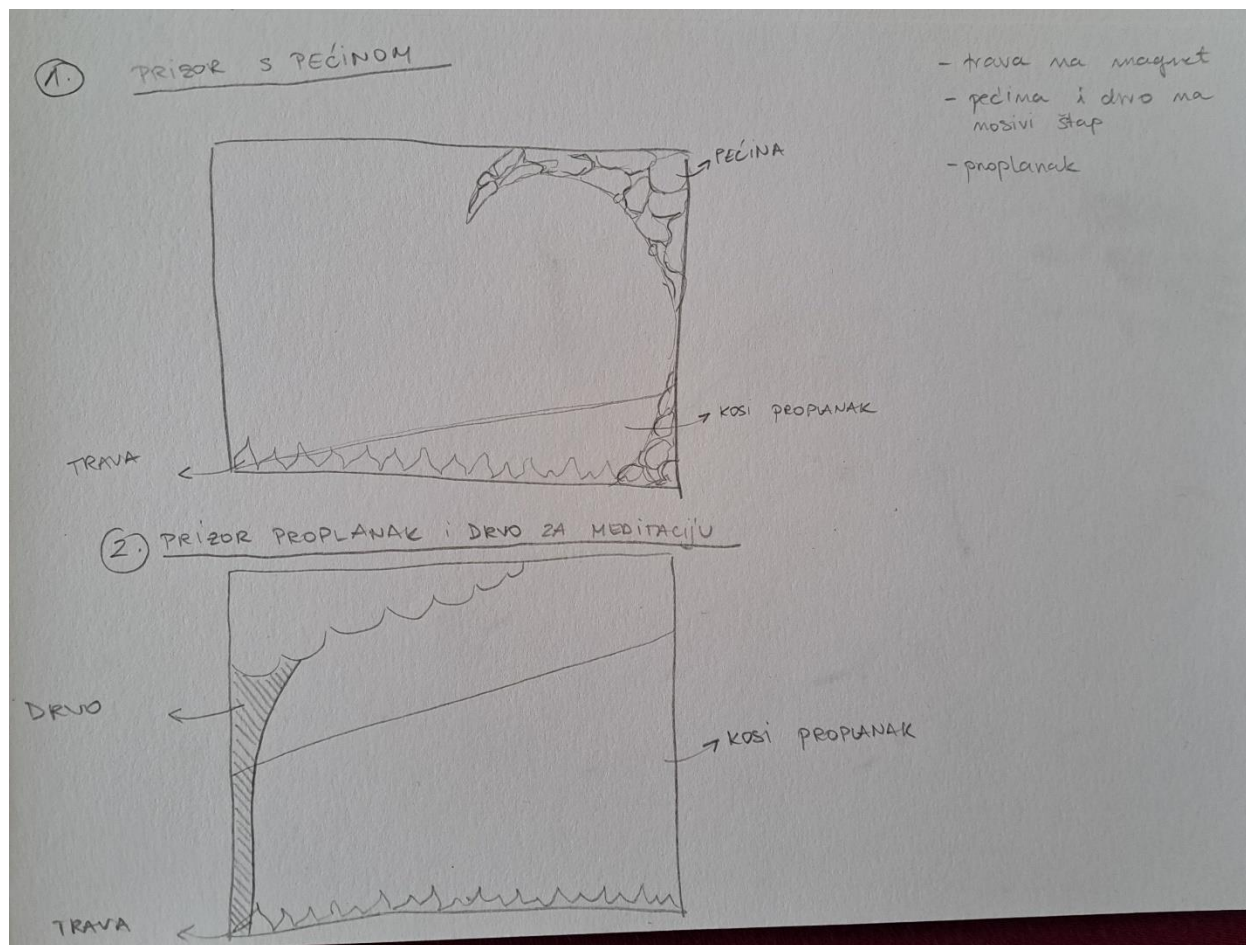 1. PRIZOR S PEĆINOM
- trava na magnet
- pećina i drvo na
nosivi štap
- proplanak
PEĆINA
KOSI PROPLANAK
TRAVA
2. PRIZOR PROPLANAK i DRVO ZA MEDITACIJU
DRVO
KOSI PROPLANAK
TRAVA